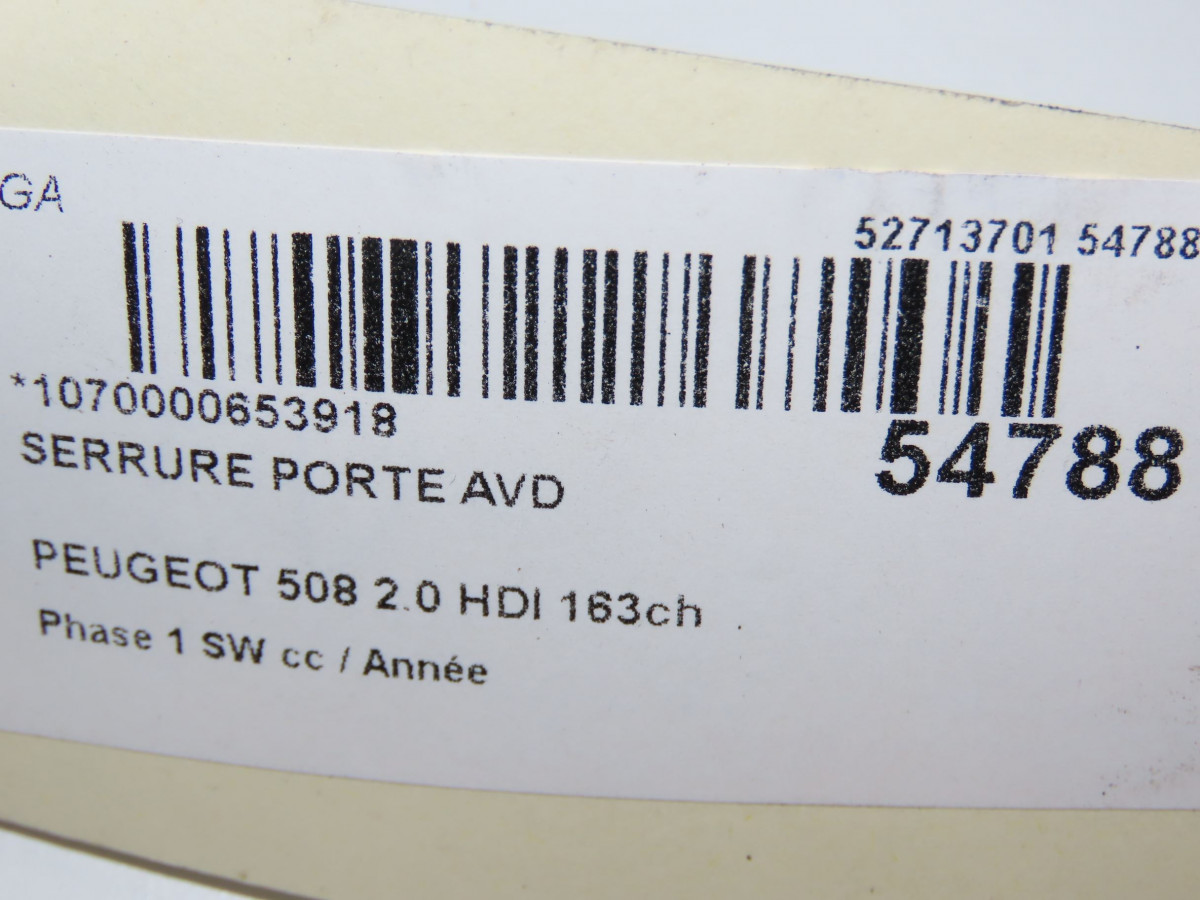 GA
52713701 54788
*1070000653918
54788
SERRURE PORTE AVD
PEUGEOT 508 2.0 HDI 163ch
Phase 1 SW cc / Année